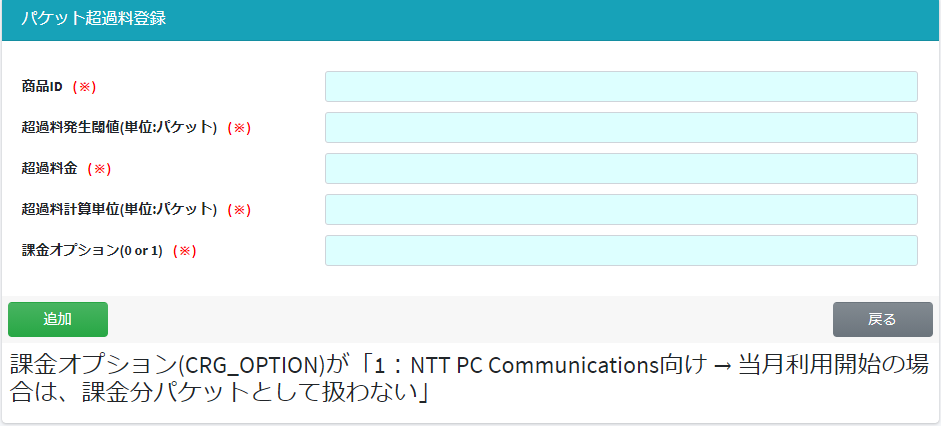 パケット超過料登録
商品ID (※)
超過料発生閾値(単位:パケット) (※)
超過料金 (※)
超過料計算単位(単位:パケット) (※)
課金オプション(0 or 1) (※)
追加 戻る
課金オプション(CRG_OPTION)が「1：NTT PC Communications向け → 当月利用開始の場
合は、課金分パケットとして扱わない」